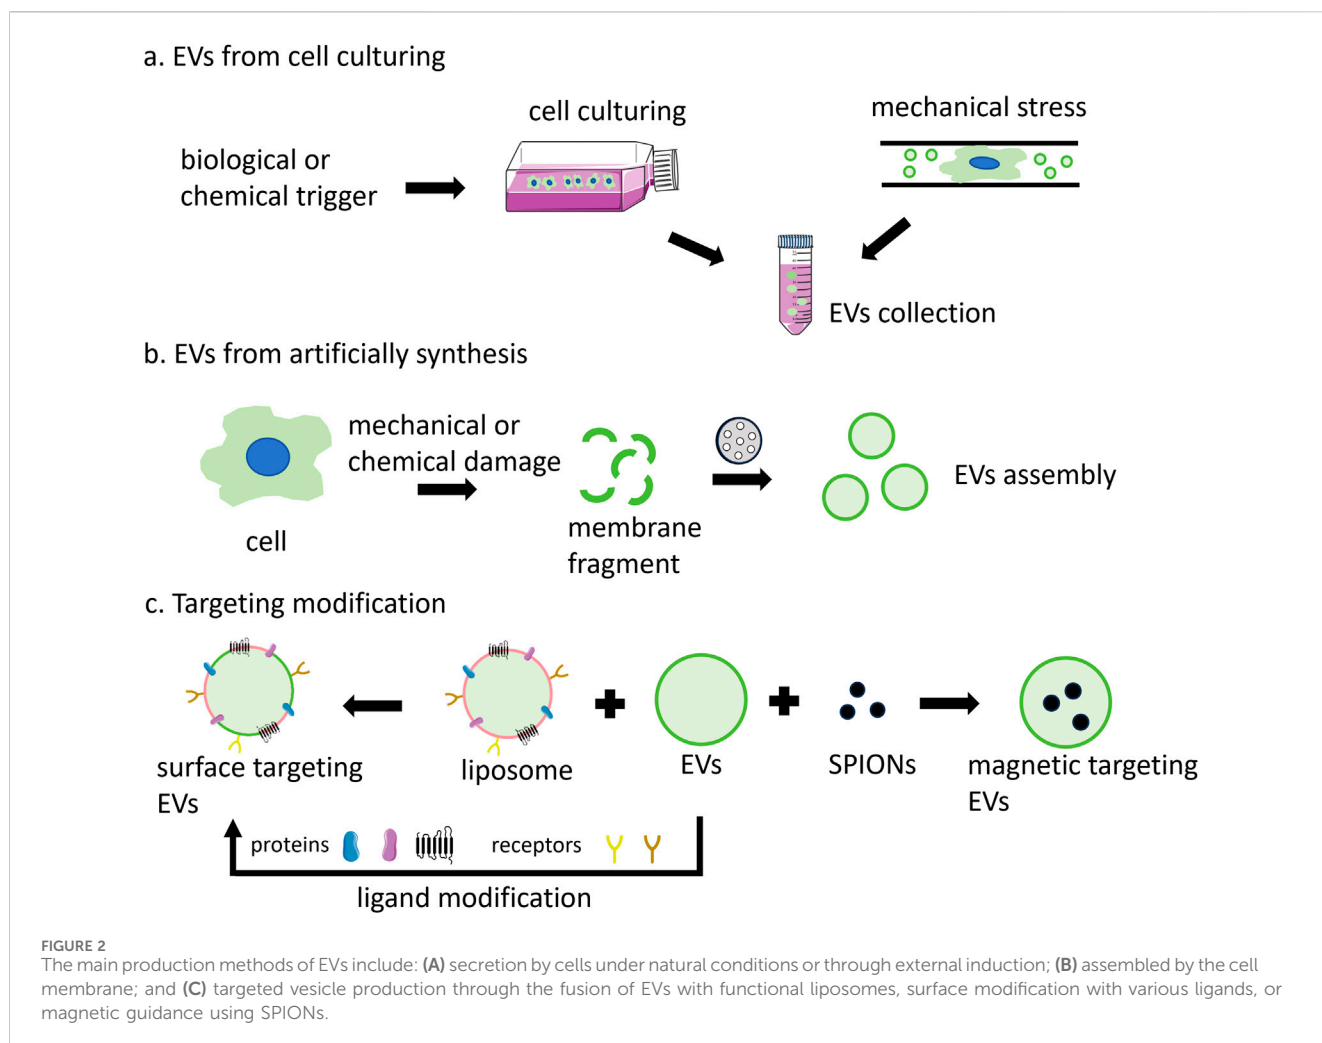 a. EVs from cell culturing
cell culturing
mechanical stress
biological or
chemical trigger
EVs collection
b. EVs from artificially synthesis
mechanical or
chemical damage
cell
membrane
fragment
EVs assembly
c. Targeting modification
surface targeting
EVs
liposome
EVs
SPIONs
magnetic targeting
EVs
proteins
receptors
ligand modification
FIGURE 2
The main production methods of EVs include: (A) secretion by cells under natural conditions or through external induction; (B) assembled by the cell
membrane; and (C) targeted vesicle production through the fusion of EVs with functional liposomes, surface modification with various ligands, or
magnetic guidance using SPIONs.